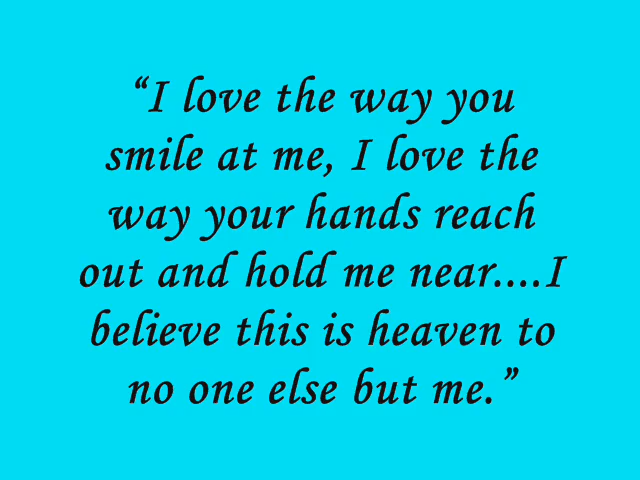 “I love the way you
smile at me, I love the
way your hands reach
out and hold me near....I
believe this is heaven to
no one else but me.”